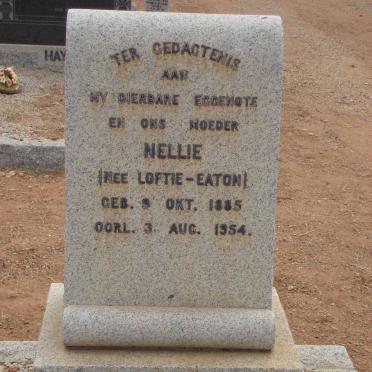 HAY
TER GEDAGTENIS
AAN
MY DIERBARE EGGENOTE
EN ONS MOEDER
NELLIE
(NEE LOFTIE-EATON)
GEB. 9 OKT. 1885
OORL. 3. AUG. 1954.